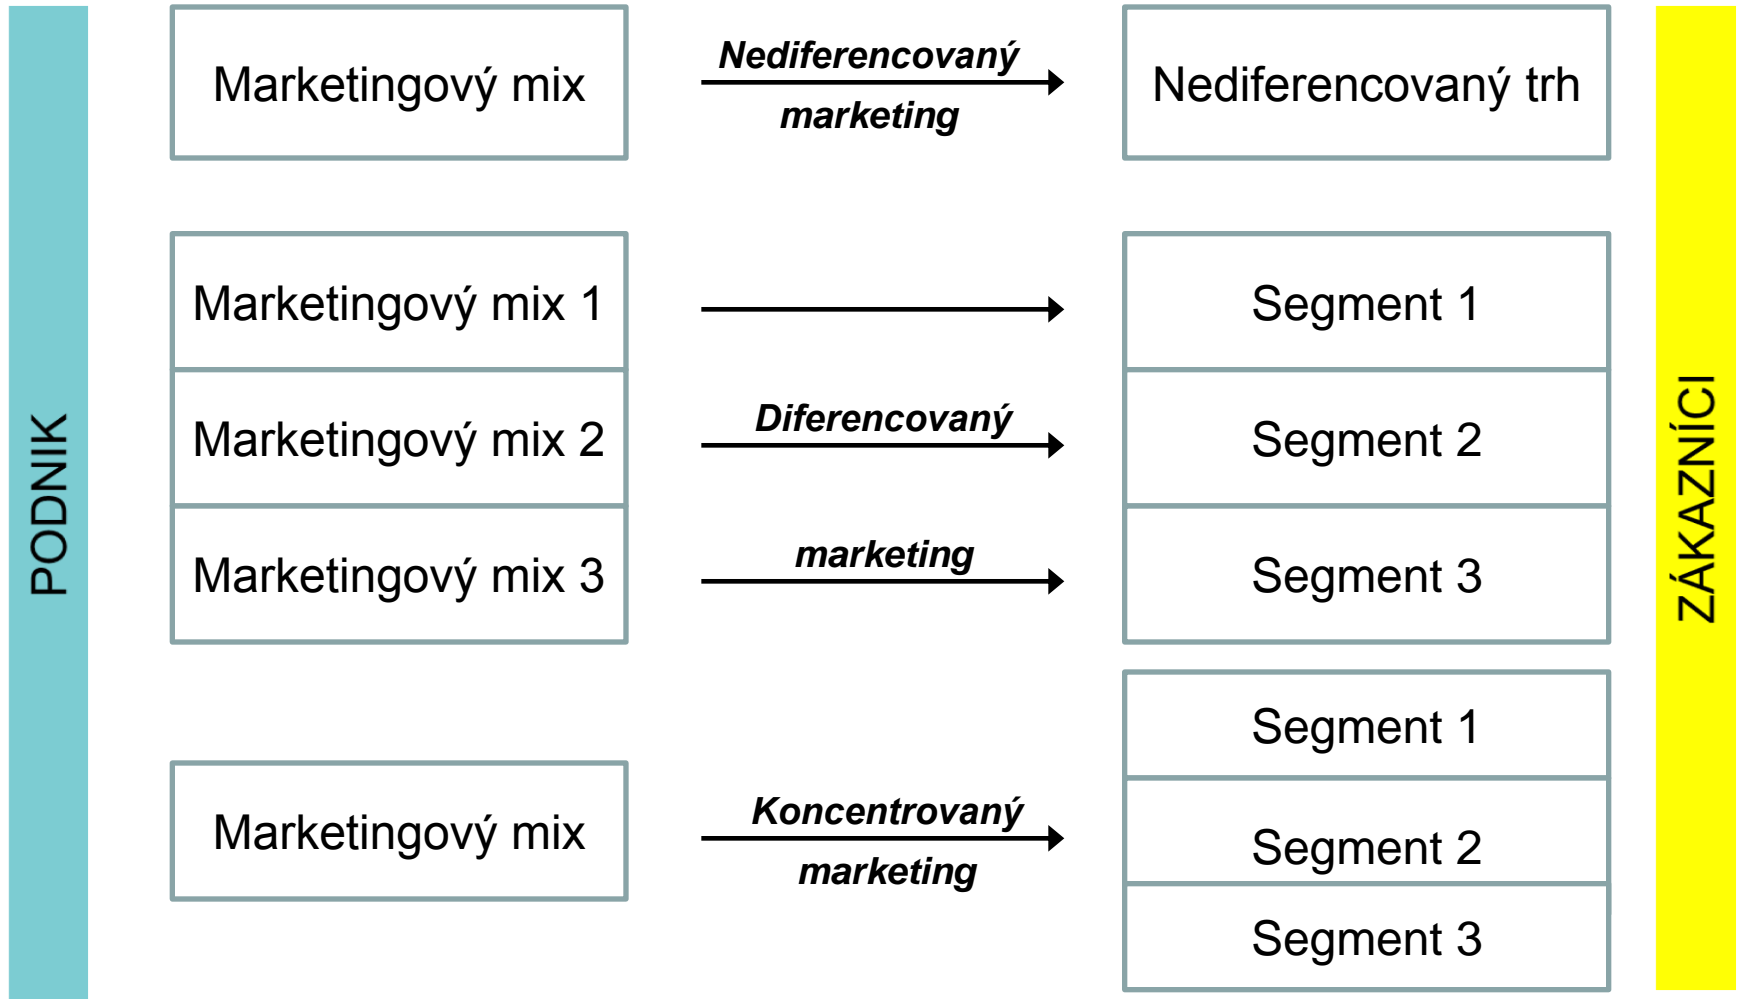 PODNIK
Marketingový mix
Nediferencovaný
marketing
Nediferencovaný trh
Marketingový mix 1
Segment 1
Marketingový mix 2
Diferencovaný
Segment 2
Marketingový mix 3
marketing
Segment 3
Marketingový mix
Koncentrovaný
marketing
Segment 1
Segment 2
Segment 3
ZÁKAZNÍCI